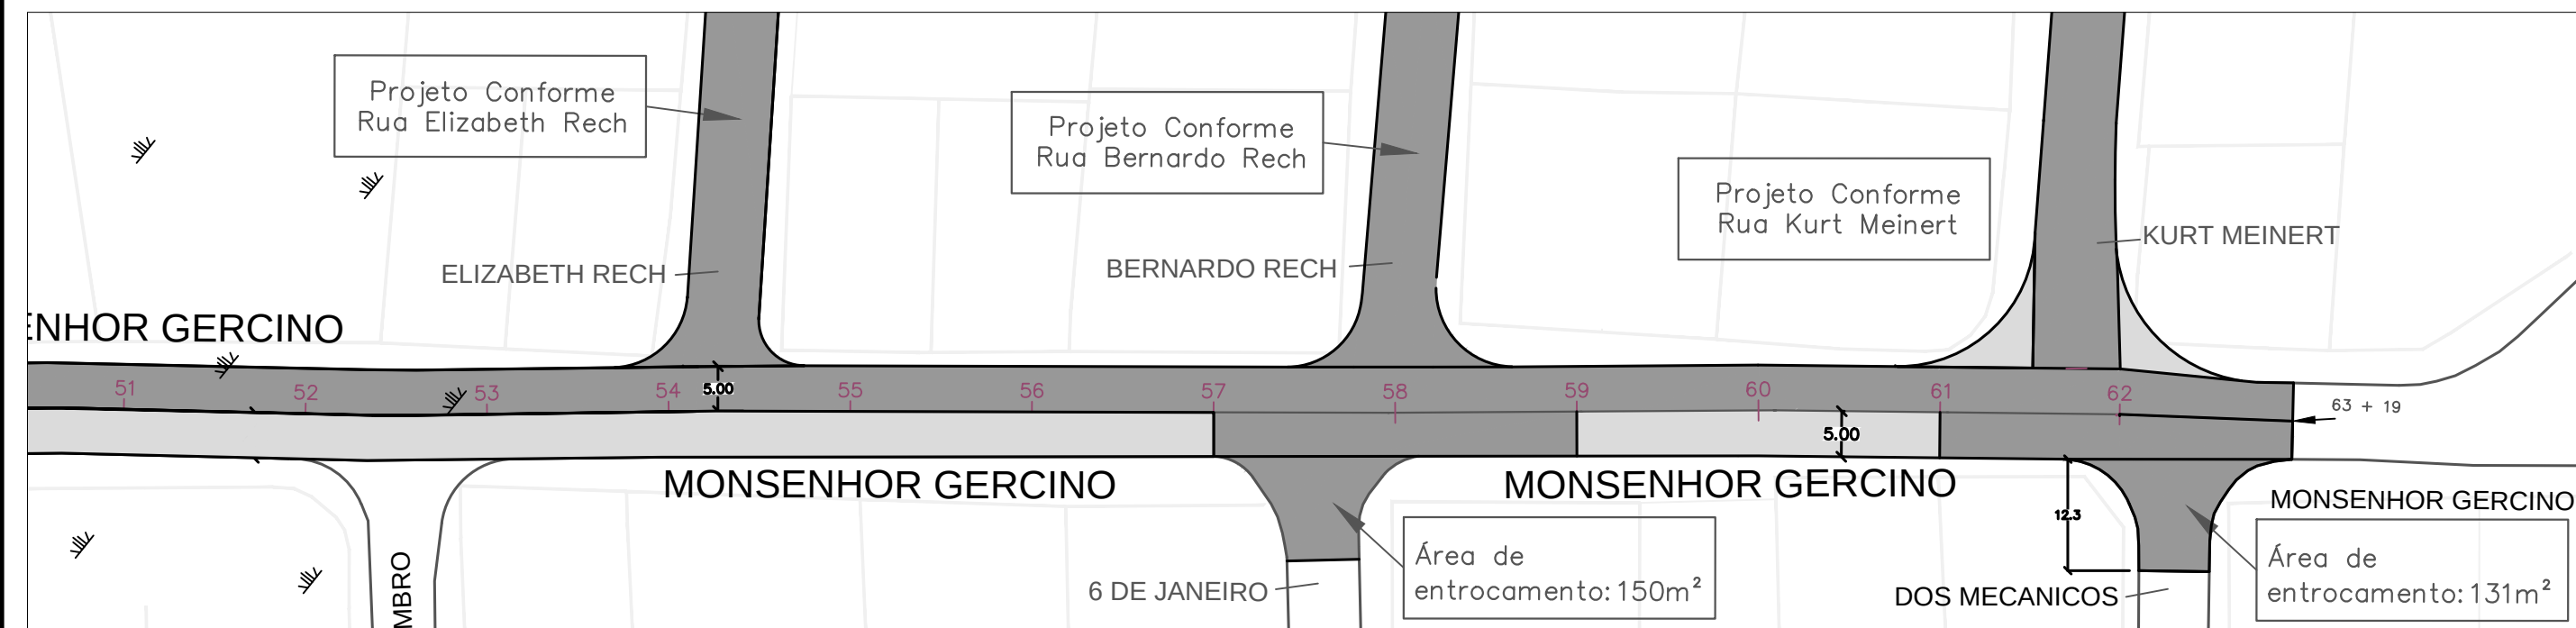 Projeto Conforme
Rua Elizabeth Rech
Projeto Conforme
Rua Bernardo Rech
Projeto Conforme
Rua Kurt Meinert
KURT MEINERT
ELIZABETH RECH
BERNARDO RECH
ENHOR GERCINO
51
52
53
54
5.00
55
56
57
58
59
60
61
62
63 + 19
5.00
MONSENHOR GERCINO
MONSENHOR GERCINO
MONSENHOR GERCINO
12.3
Área de
entrocamento:150m²
Área de
entrocamento:131m²
6 DE JANEIRO
DOS MECANICOS
MBRO